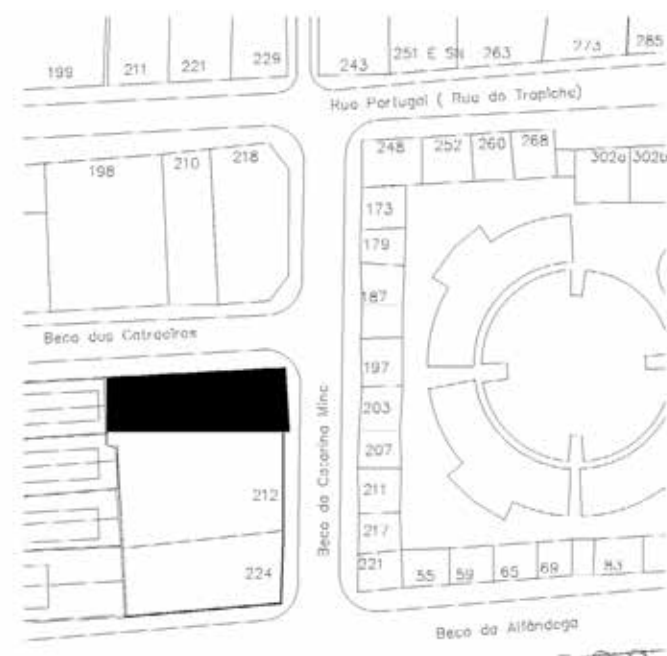 199 211 221 229 243 251 E SN 263 273 285
Rua Portugal ( Rua do Trapiche)
198 210 218 248 252 260 268 302a 302b
173
179
187
Beco dos Catraeiros
197
203
207
212 211
217
224 221 55 59 65 69 83
Beco da Catarina Mina
Beco da Alfândega